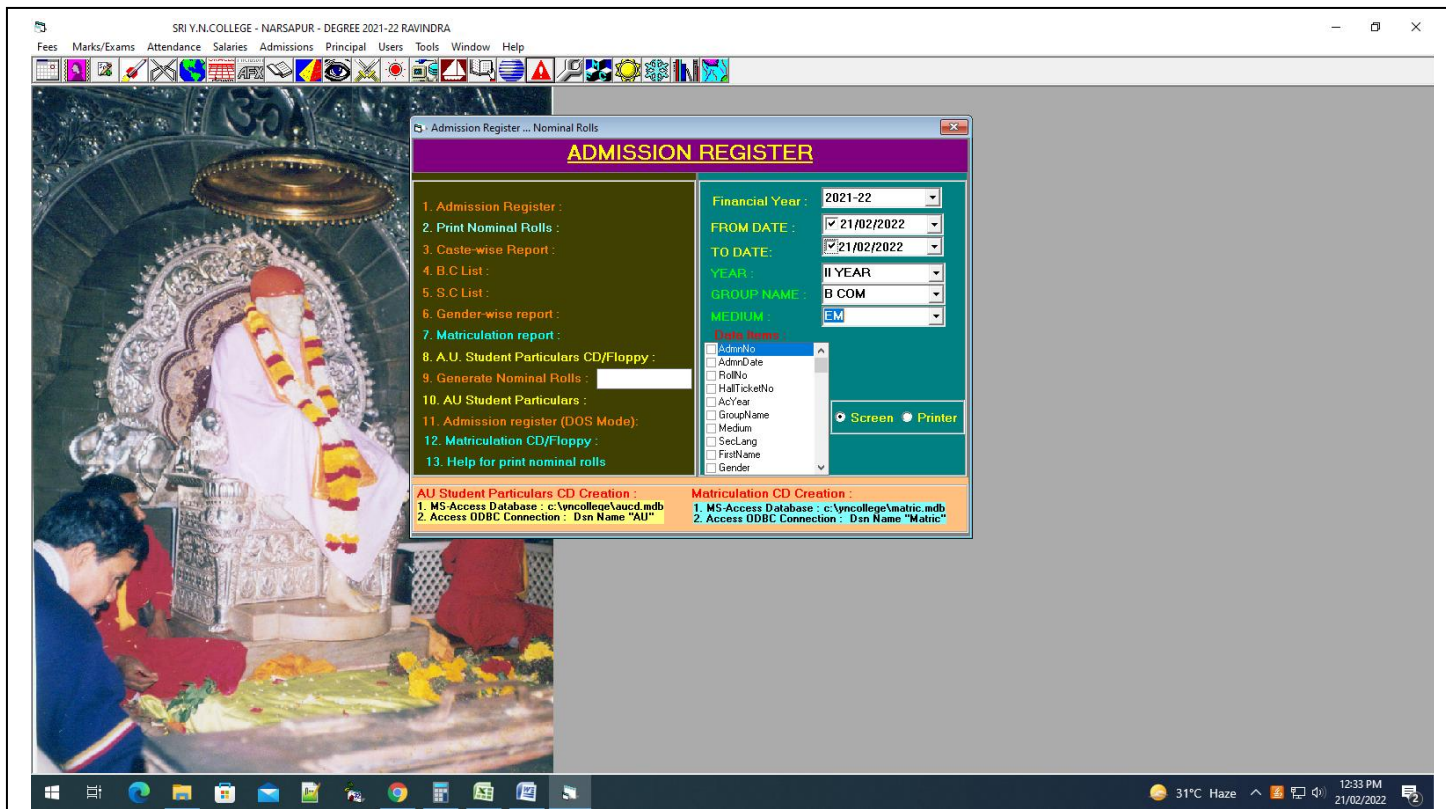 SRI Y.N.COLLEGE - NARSAPUR - DEGREE 2021-22 RAVINDRA
Fees Marks/Exams Attendance Salaries Admissions Principal Users Tools Window Help
AFX
Admission Register ... Nominal Rolls
ADMISSION REGISTER
1. Admission Register :
2. Print Nominal Rolls :
3. Caste-wise Report :
4. B.C List :
5. S.C List :
6. Gender-wise report :
7. Matriculation report :
8. A.U. Student Particulars CD/Floppy :
9. Generate Nominal Rolls :
10. AU Student Particulars :
11. Admission register (DOS Mode):
12. Matriculation CD/Floppy :
13. Help for print nominal rolls
Financial Year : 2021-22
FROM DATE : 21/02/2022
TO DATE: 21/02/2022
YEAR : II YEAR
GROUP NAME : B COM
MEDIUM : EM
Data Items :
AdmnNo
AdmnDate
RollNo
HallTicketNo
AcYear
GroupName
Medium
SecLang
FirstName
Gender
Screen Printer
AU Student Particulars CD Creation :
1. MS-Access Database : c:\yncollege\aucd.mdb
2. Access ODBC Connection : Dsn Name "AU"
Matriculation CD Creation :
1. MS-Access Database : c:\yncollege\matric.mdb
2. Access ODBC Connection : Dsn Name "Matric"
31°C Haze
12:33 PM
21/02/2022
2